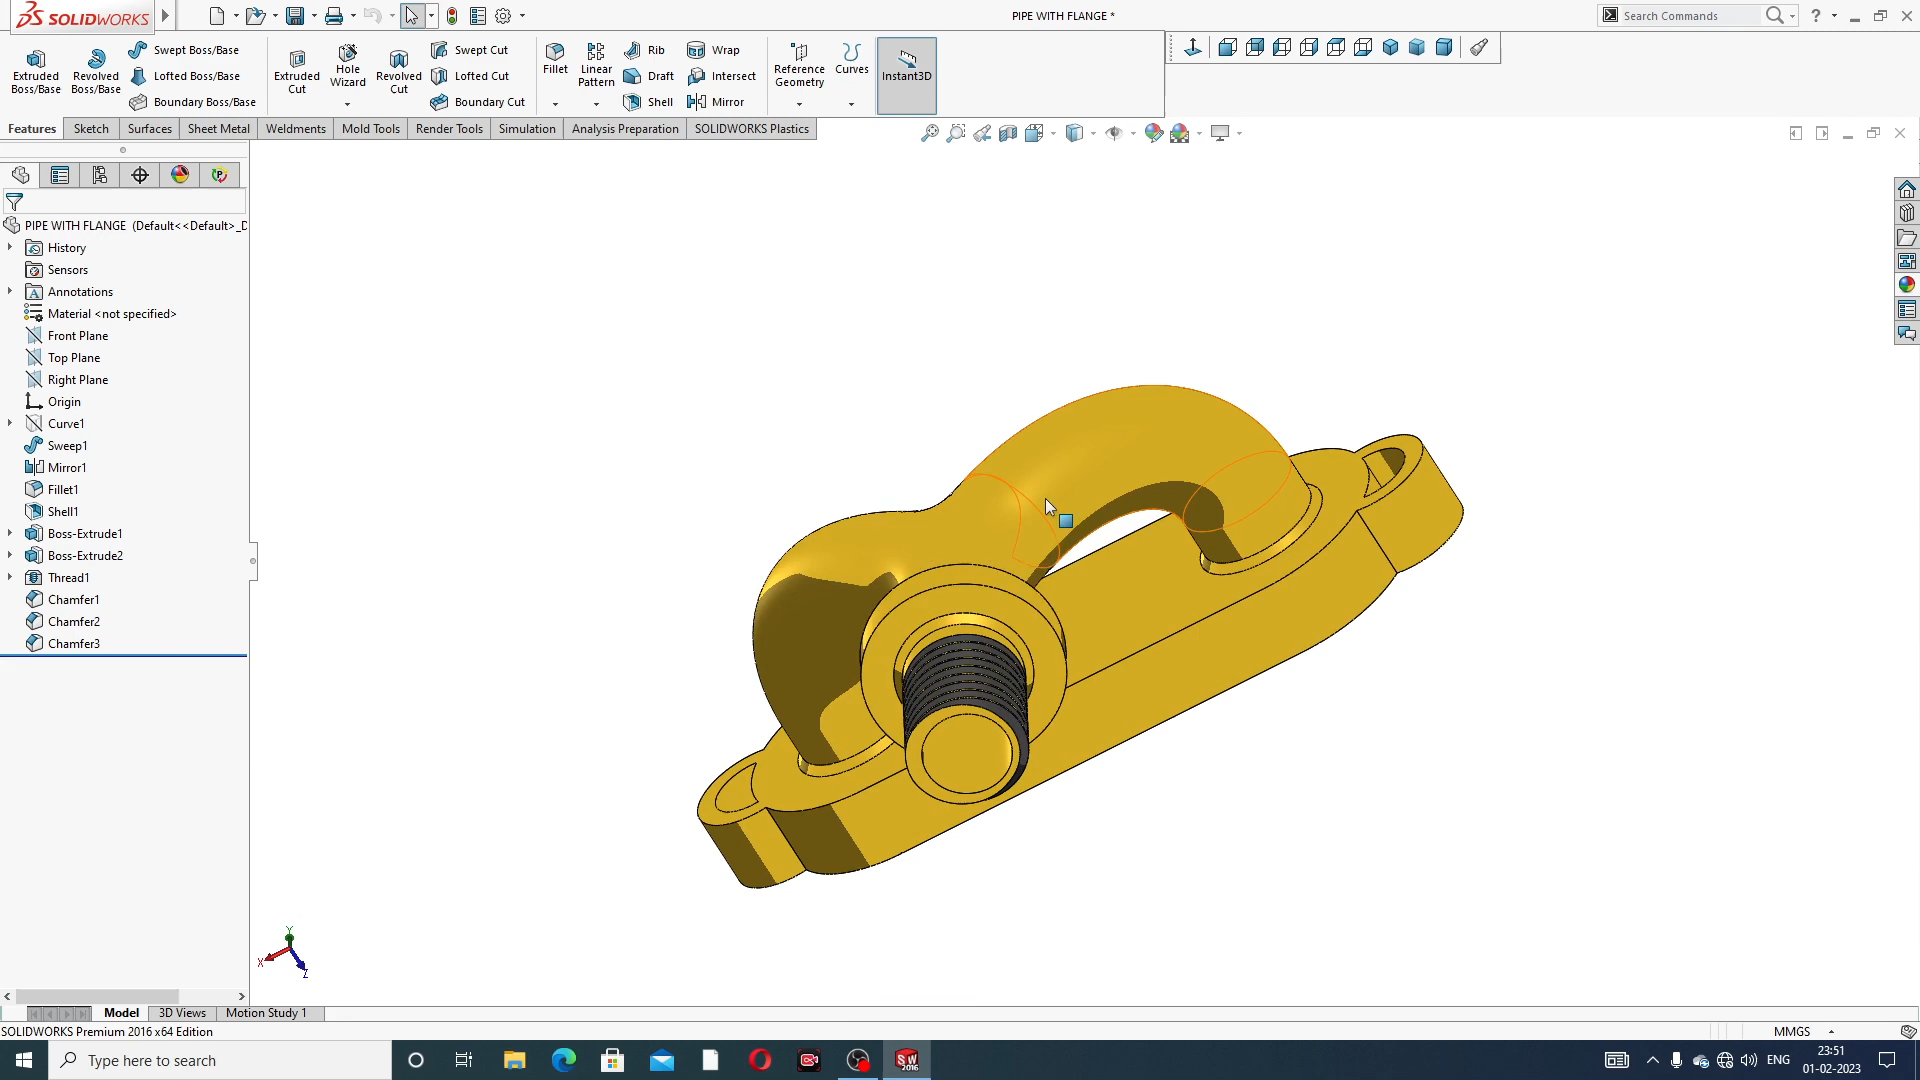 SOLIDWORKS
PIPE WITH FLANGE *
Search Commands
?
Extruded Boss/Base
Revolved Boss/Base
Swept Boss/Base
Lofted Boss/Base
Boundary Boss/Base
Extruded Cut
Hole Wizard
Revolved Cut
Swept Cut
Lofted Cut
Boundary Cut
Fillet
Linear Pattern
Rib
Draft
Shell
Wrap
Intersect
Mirror
Reference Geometry
Curves
Instant3D
Features
Sketch
Surfaces
Sheet Metal
Weldments
Mold Tools
Render Tools
Simulation
Analysis Preparation
SOLIDWORKS Plastics
PIPE WITH FLANGE (Default<<Default>_D
History
Sensors
Annotations
Material <not specified>
Front Plane
Top Plane
Right Plane
Origin
Curve1
Sweep1
Mirror1
Fillet1
Shell1
Boss-Extrude1
Boss-Extrude2
Thread1
Chamfer1
Chamfer2
Chamfer3
Y
X
Z
Model
3D Views
Motion Study 1
SOLIDWORKS Premium 2016 x64 Edition
MMGS
Type here to search
SW
2016
ENG
23:51
01-02-2023